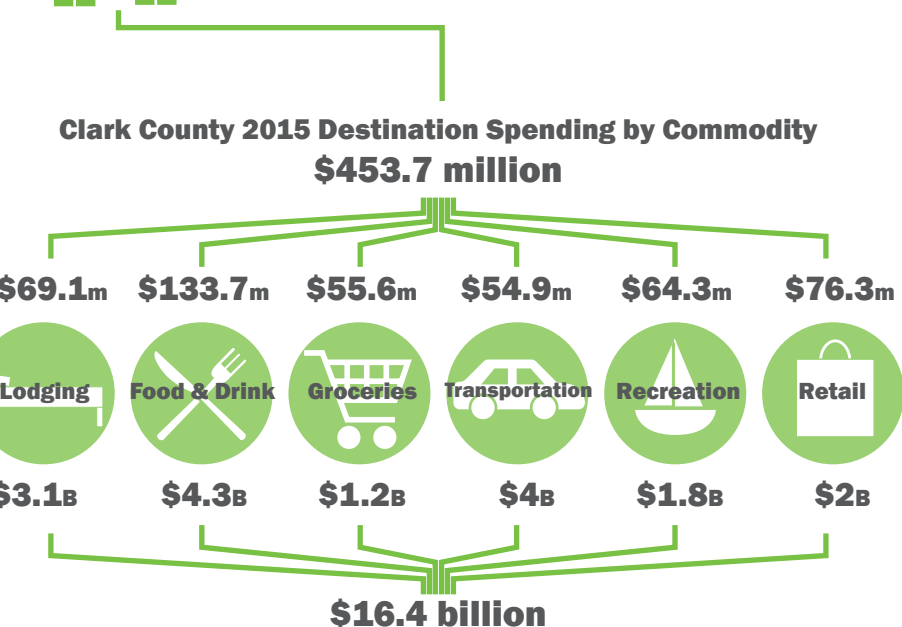 Clark County 2015 Destination Spending by Commodity
$453.7 million
$69.1m $133.7m $55.6m $54.9m $64.3m $76.3m
Lodging Food & Drink Groceries Transportation Recreation Retail
$3.1B $4.3B $1.2B $4B $1.8B $2B
$16.4 billion